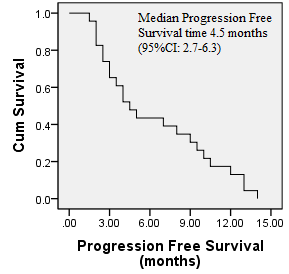 Median Progression Free
Survival time 4.5 months
(95%CI: 2.7-6.3)
Cum Survival
1.0
0.8
0.6
0.4
0.2
0.0
.00 3.00 6.00 9.00 12.00 15.00
Progression Free Survival
(months)